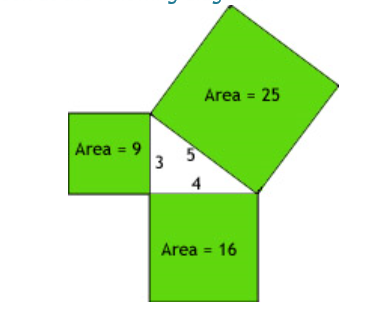 Area = 25
Area = 9
3
5
4
Area = 16